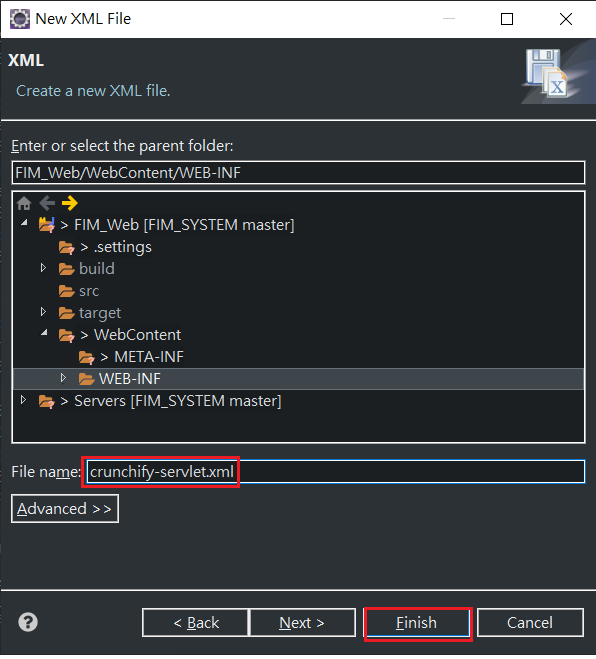 New XML File
XML
Create a new XML file.
Enter or select the parent folder:
FIM_Web/WebContent/WEB-INF
> FIM_Web [FIM_SYSTEM master]
> .settings
build
src
target
> WebContent
> META-INF
WEB-INF
> Servers [FIM_SYSTEM master]
File name: crunchify-servlet.xml
Advanced >>
< Back Next > Finish Cancel